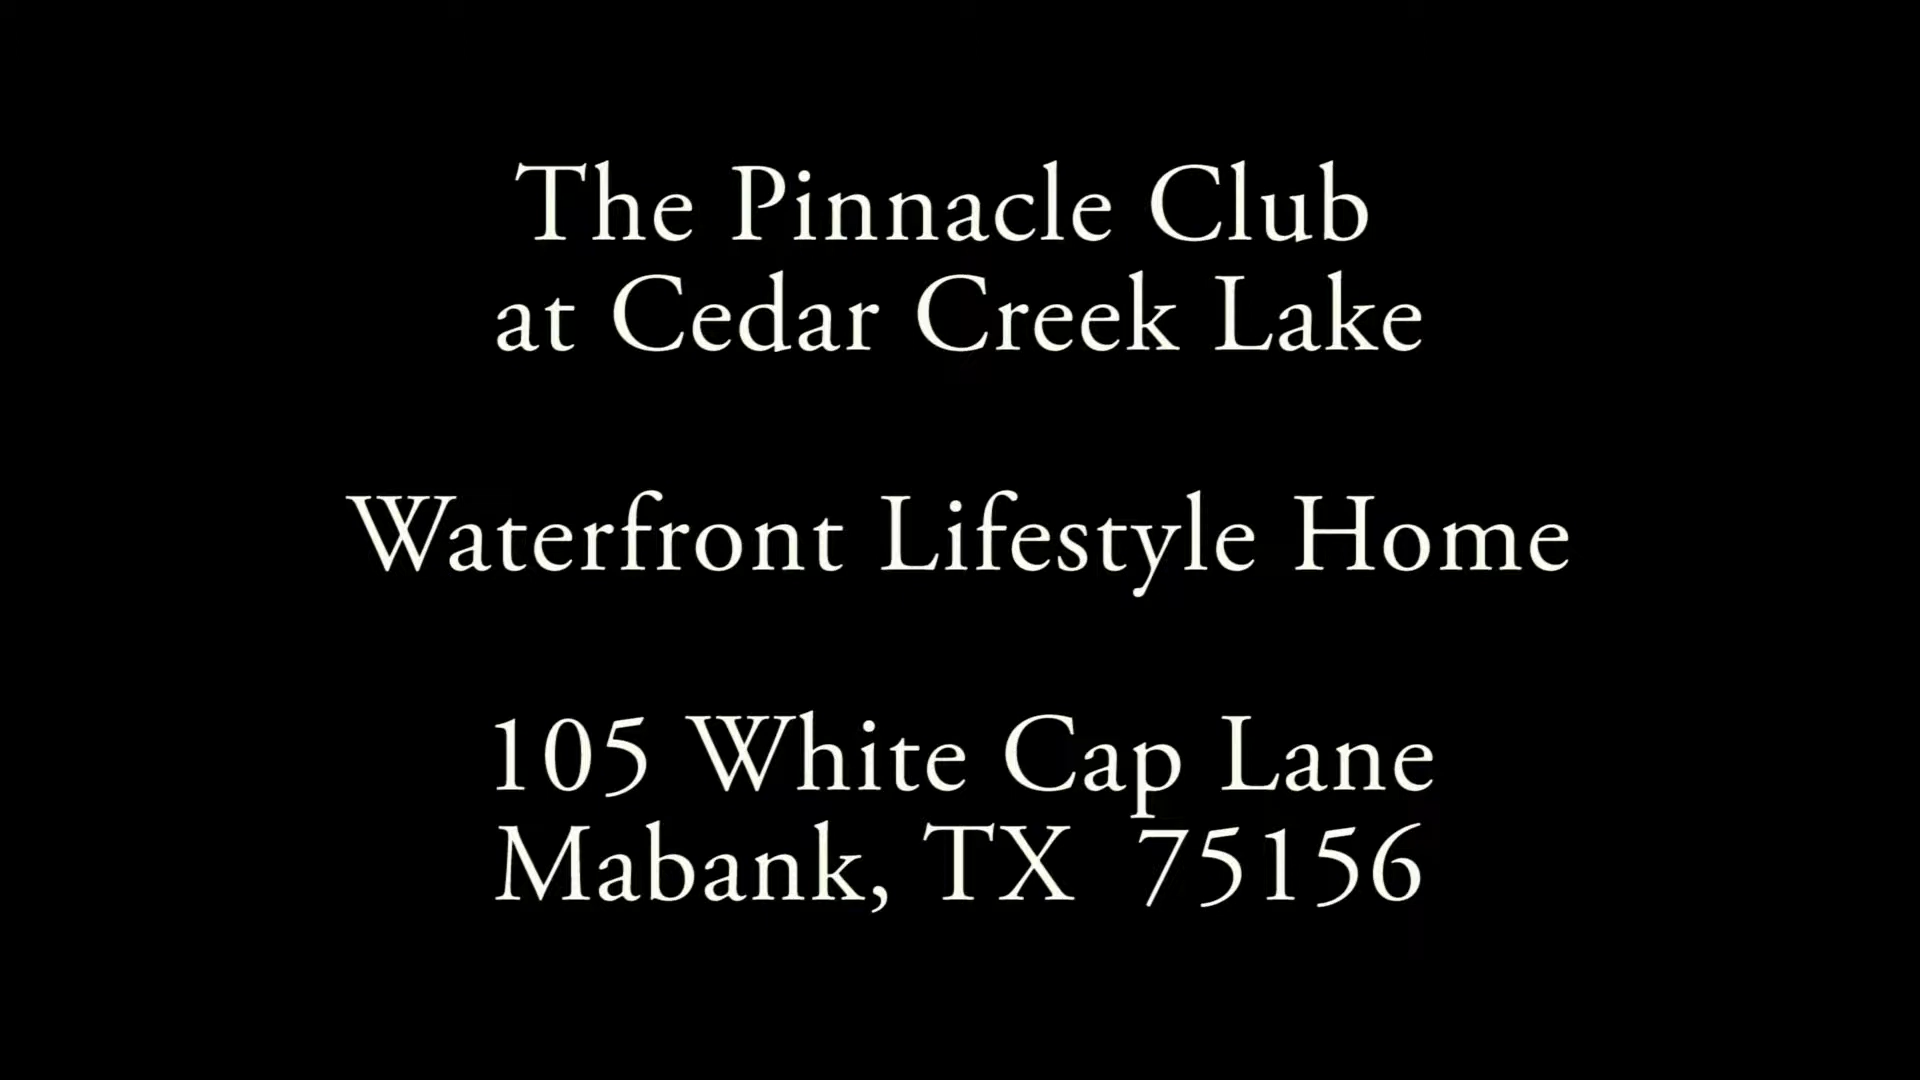 The Pinnacle Club
at Cedar Creek Lake
Waterfront Lifestyle Home
105 White Cap Lane
Mabank, TX  75156